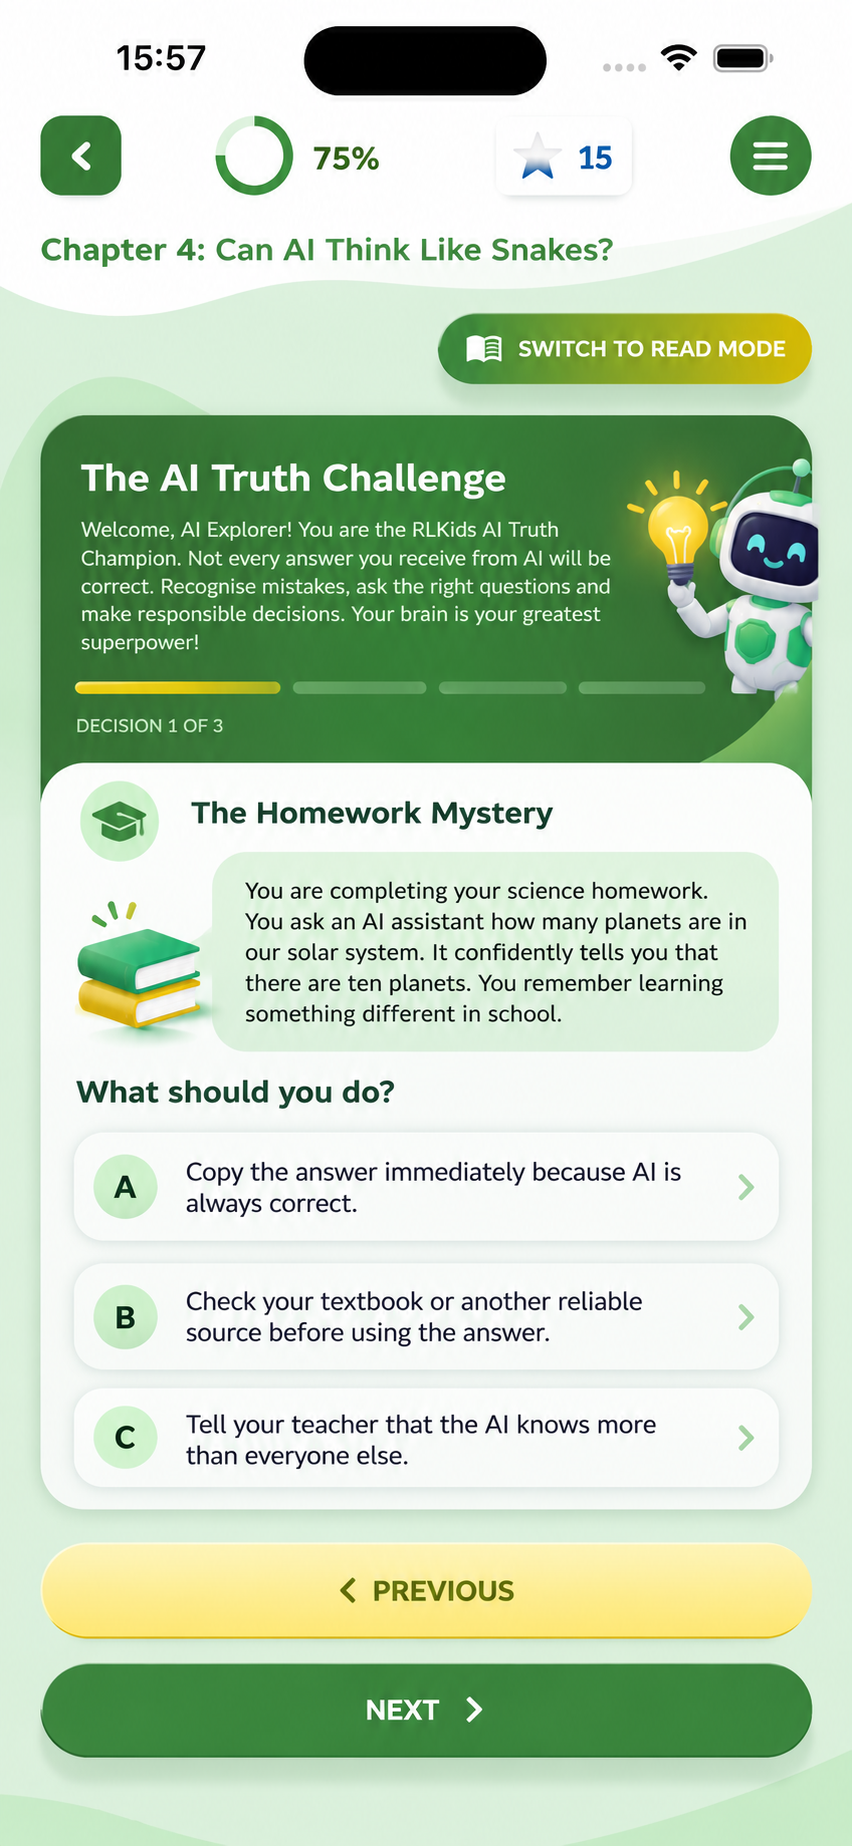 15:57
75%
15
Chapter 4: Can AI Think Like Snakes?
SWITCH TO READ MODE
The AI Truth Challenge
Welcome, AI Explorer! You are the RLKids AI Truth
Champion. Not every answer you receive from AI will be
correct. Recognise mistakes, ask the right questions and
make responsible decisions. Your brain is your greatest
superpower!
DECISION 1 OF 3
The Homework Mystery
You are completing your science homework.
You ask an AI assistant how many planets are in
our solar system. It confidently tells you that
there are ten planets. You remember learning
something different in school.
What should you do?
A
Copy the answer immediately because AI is
always correct.
B
Check your textbook or another reliable
source before using the answer.
C
Tell your teacher that the AI knows more
than everyone else.
PREVIOUS
NEXT